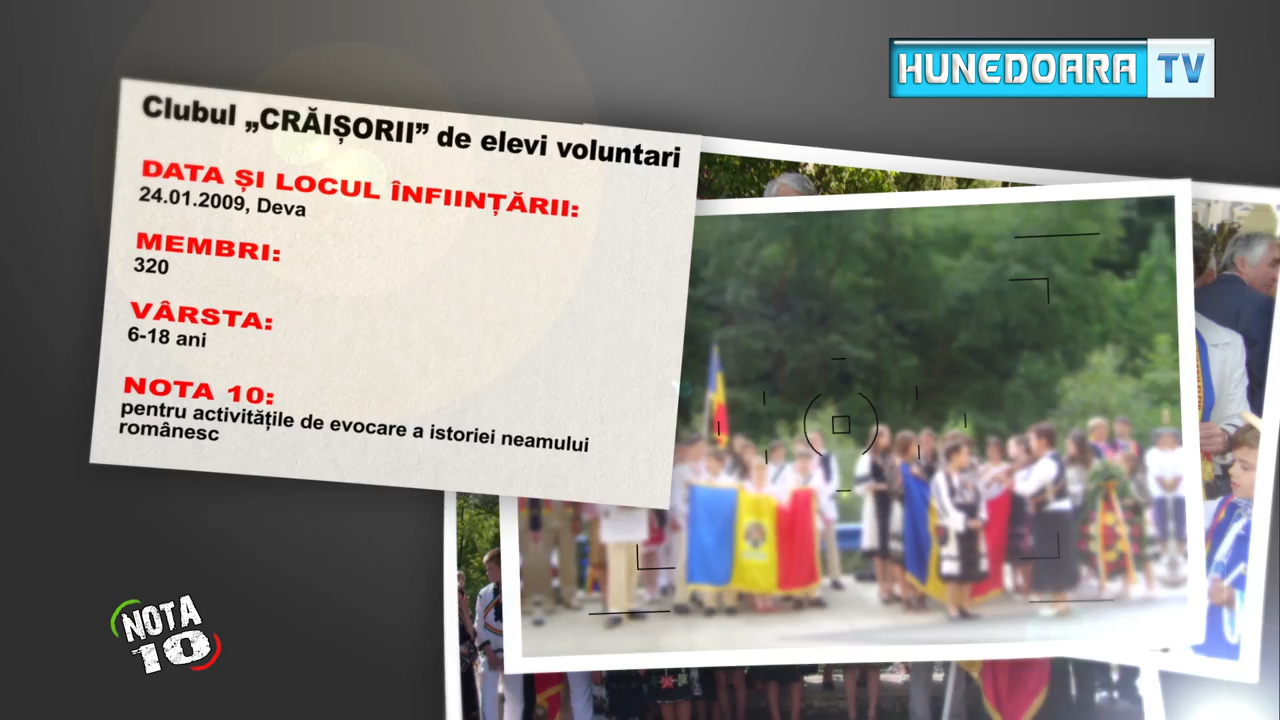 HUNEDOARA TV
Clubul „CRĂIȘORII” de elevi voluntari
DATA ȘI LOCUL ÎNFIINȚĂRII:
24.01.2009, Deva
MEMBRI:
320
VÂRSTA:
6-18 ani
NOTA 10:
pentru activitățile de evocare a istoriei neamului
românesc
NOTA
10